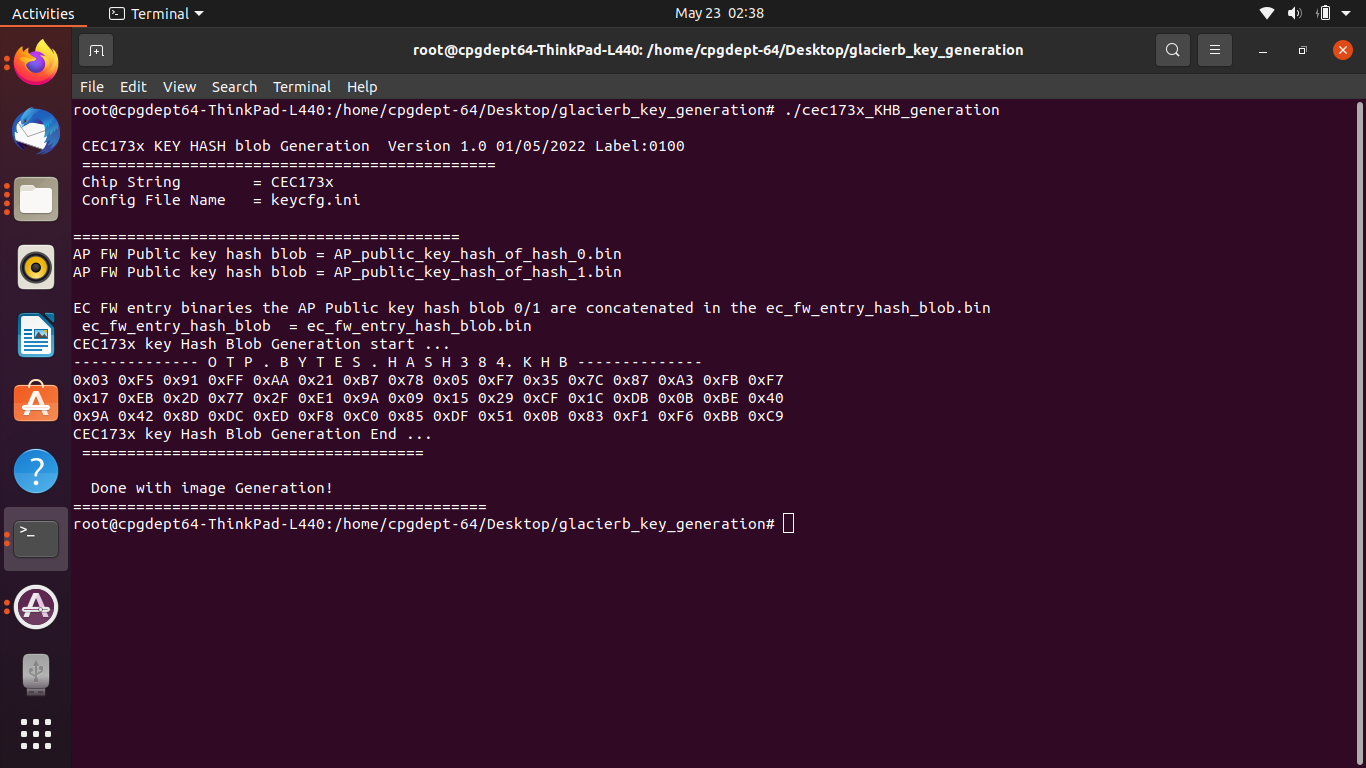 Activities Terminal May 23 02:38
root@cpgdept64-ThinkPad-L440: /home/cpgdept-64/Desktop/glacierb_key_generation
File Edit View Search Terminal Help
root@cpgdept64-ThinkPad-L440:/home/cpgdept-64/Desktop/glacierb_key_generation# ./cec173x_KHB_generation
CEC173x KEY HASH blob Generation  Version 1.0 01/05/2022 Label:0100
==============================================
Chip String        = CEC173x
Config File Name   = keycfg.ini
===========================================
AP FW Public key hash blob = AP_public_key_hash_of_hash_0.bin
AP FW Public key hash blob = AP_public_key_hash_of_hash_1.bin
EC FW entry binaries the AP Public key hash blob 0/1 are concatenated in the ec_fw_entry_hash_blob.bin
ec_fw_entry_hash_blob  = ec_fw_entry_hash_blob.bin
CEC173x key Hash Blob Generation start ...
-------------- O T P . B Y T E S . H A S H 3 8 4. K H B --------------
0x03 0xF5 0x91 0xFF 0xAA 0x21 0xB7 0x78 0x05 0xF7 0x35 0x7C 0x87 0xA3 0xFB 0xF7
0x17 0xEB 0x2D 0x77 0x2F 0xE1 0x9A 0x09 0x15 0x29 0xCF 0x1C 0xDB 0x0B 0xBE 0x40
0x9A 0x42 0x8D 0xDC 0xED 0xF8 0xC0 0x85 0xDF 0x51 0x0B 0x83 0xF1 0xF6 0xBB 0xC9
CEC173x key Hash Blob Generation End ...
======================================
Done with image Generation!
==============================================
root@cpgdept64-ThinkPad-L440:/home/cpgdept-64/Desktop/glacierb_key_generation#